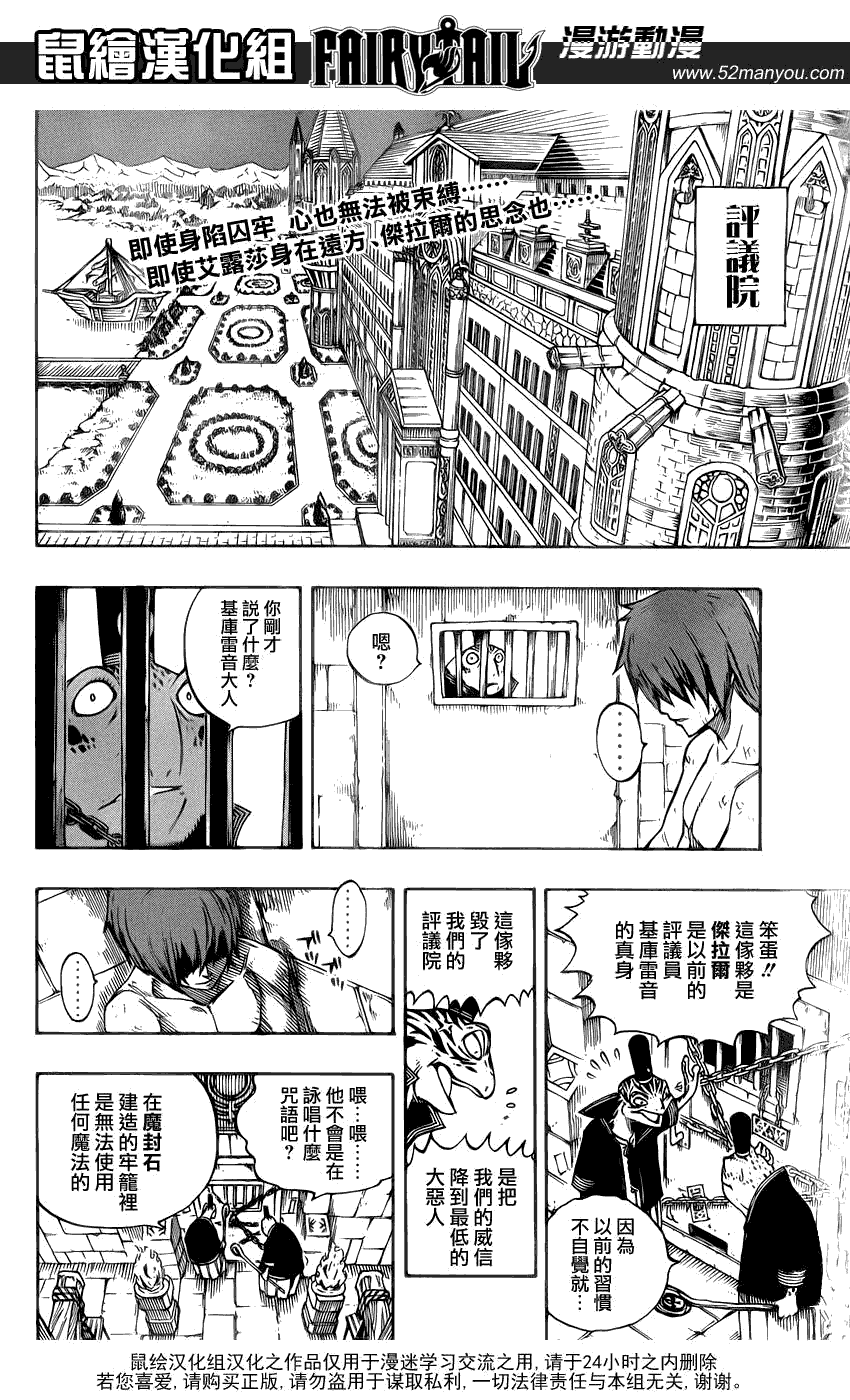 鼠繪漢化組
FAIRY TAIL
漫游動漫
www.52manyou.com
即使身陷囚牢 心也無法被束縛……
即使艾露莎身在遠方、傑拉爾的思念也……
評議院
……
嗯?
你剛才
説了什麼?
基庫雷音大人
笨蛋!!
這傢夥是
傑拉爾
是以前的
評議員
基庫雷音
的真身
因為
以前的習慣
不自覺就…
這傢夥
毀了
我們的
評議院
是把
我們的威信
降到最低的
大惡人
……
……
喂…喂……
他不會是在
詠唱什麼
咒語吧?
在魔封石
建造的牢籠裡
是無法使用
任何魔法的
鼠绘汉化组汉化之作品仅用于漫迷学习交流之用, 请于24小时之内删除
若您喜爱, 请购买正版, 请勿盗用于谋取私利, 一切法律责任与本组无关, 谢谢。